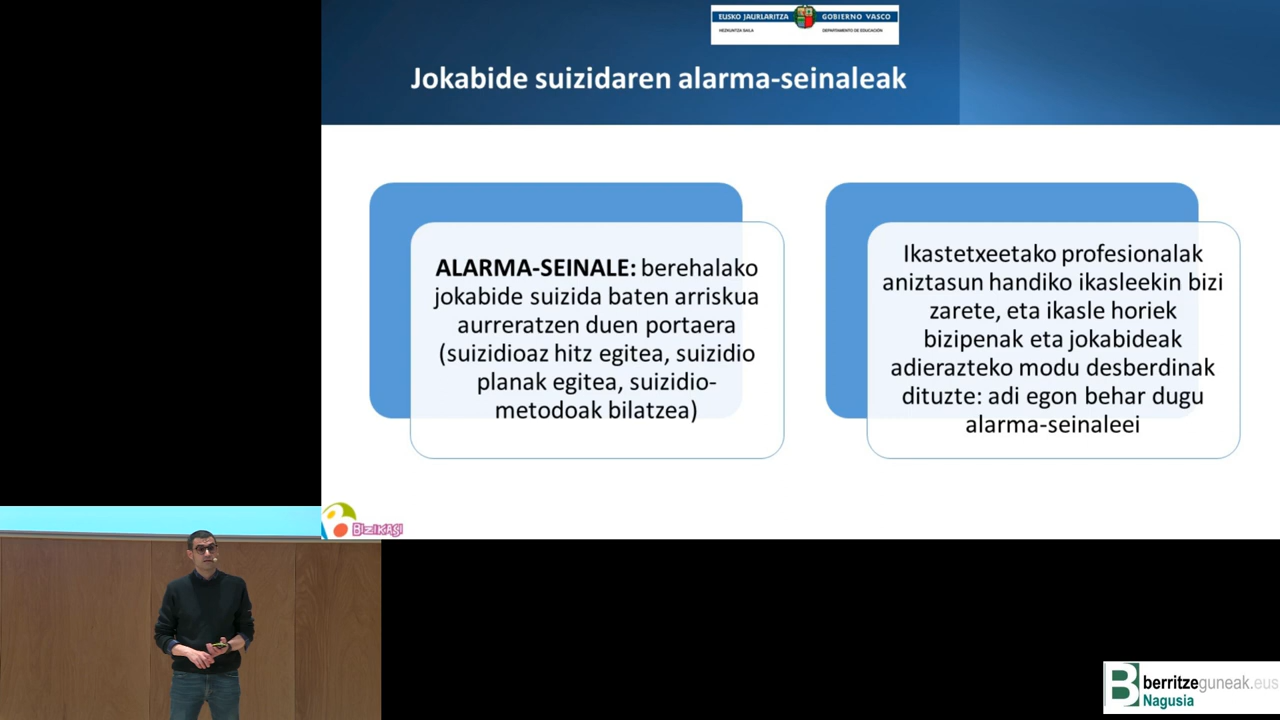 EUSKO JAURLARITZA
GOBIERNO VASCO
HEZKUNTZA SAILA
DEPARTAMENTO DE EDUCACIÓN
Jokabide suizidaren alarma-seinaleak
ALARMA-SEINALE: berehalako
jokabide suizida baten arriskua
aurreratzen duen portaera
(suizidioaz hitz egitea, suizidio
planak egitea, suizidio-
metodoak bilatzea)
Ikastetxeetako profesionalak
aniztasun handiko ikasleekin bizi
zarete, eta ikasle horiek
bizipenak eta jokabideak
adierazteko modu desberdinak
dituzte: adi egon behar dugu
alarma-seinaleei
BIZIKASI
B berritzeguneak.eus
Nagusia